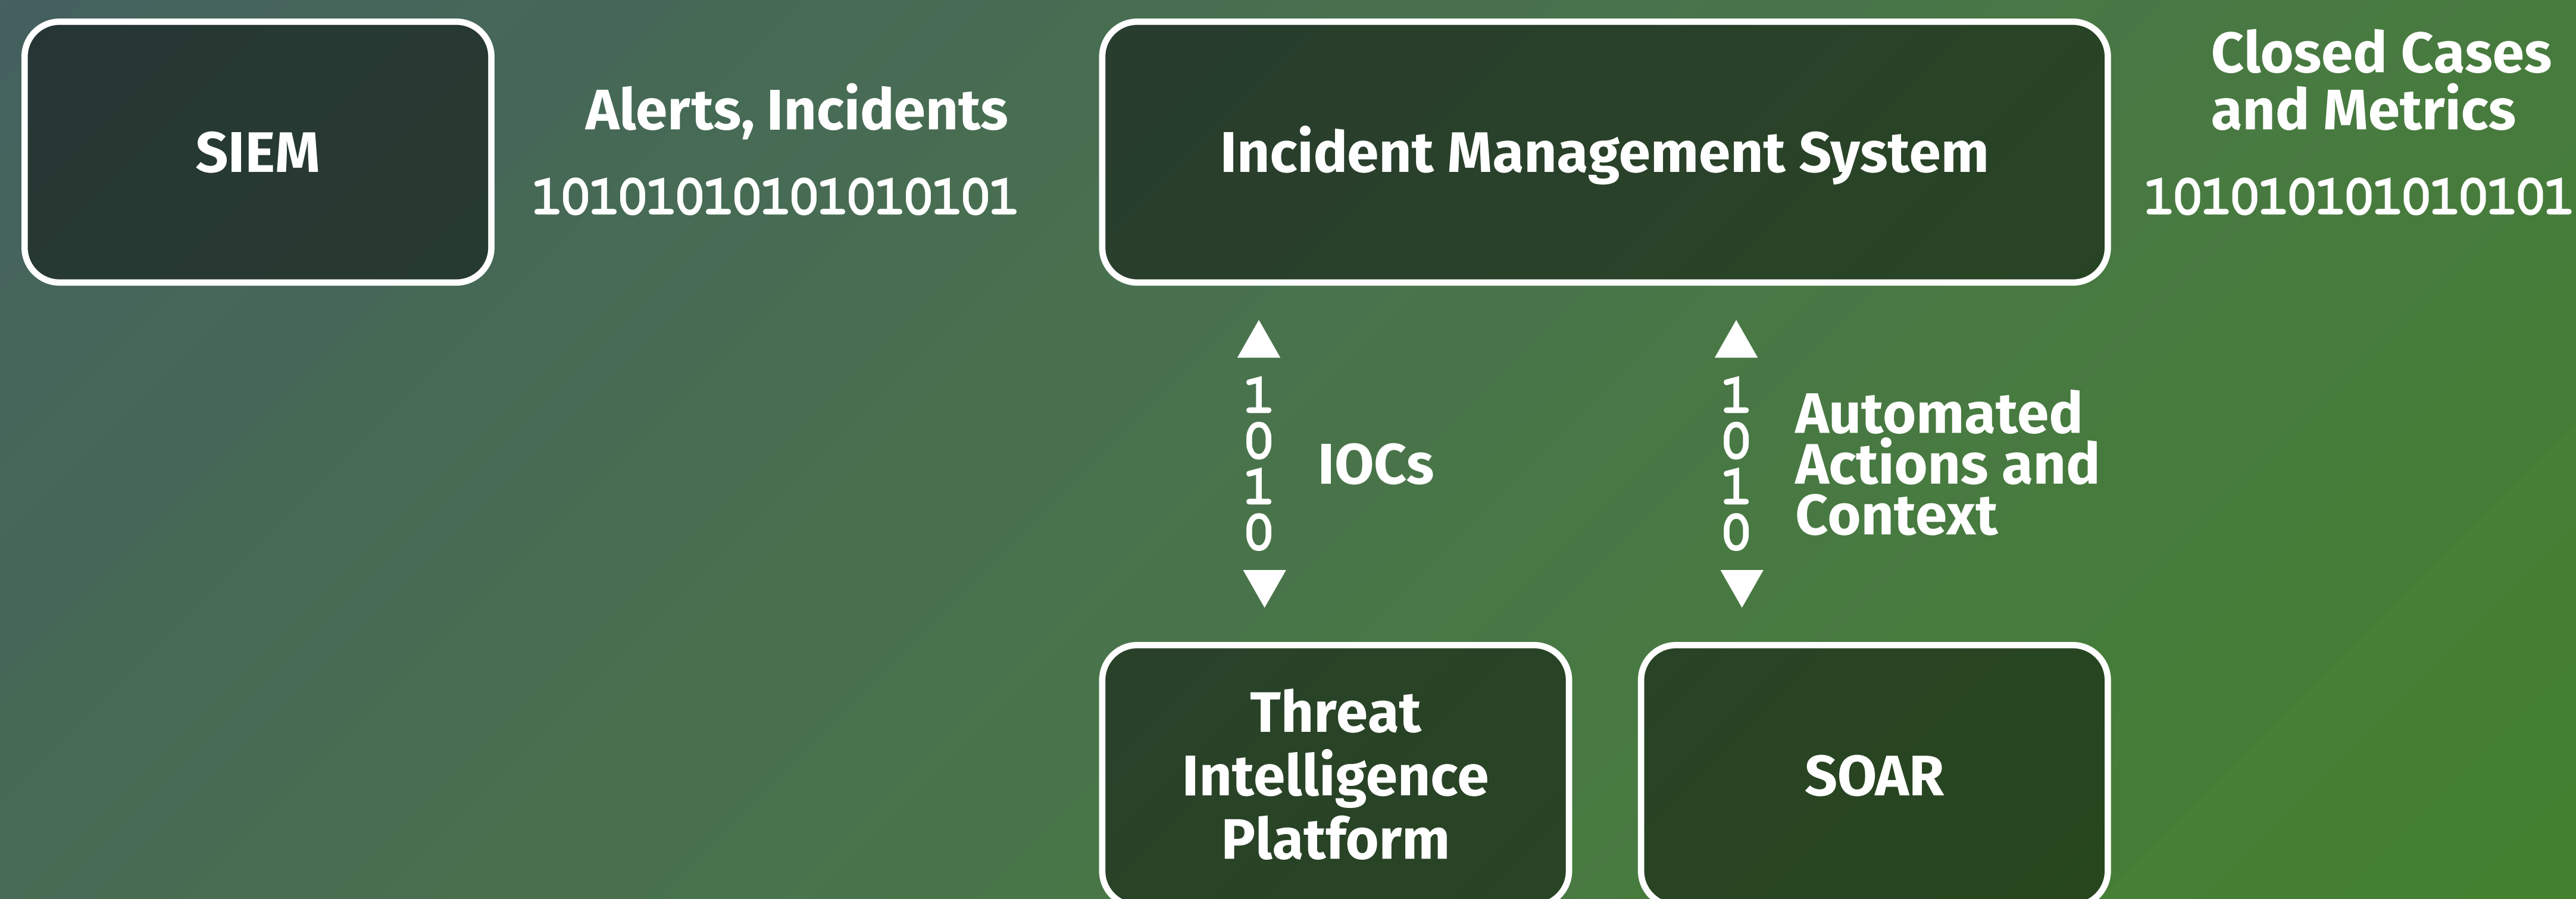 SIEM
Alerts, Incidents
10101010101010101
Incident Management System
Closed Cases
and Metrics
101010101010101
1
0
1
0
IOCs
1
0
1
0
Automated
Actions and
Context
Threat
Intelligence
Platform
SOAR